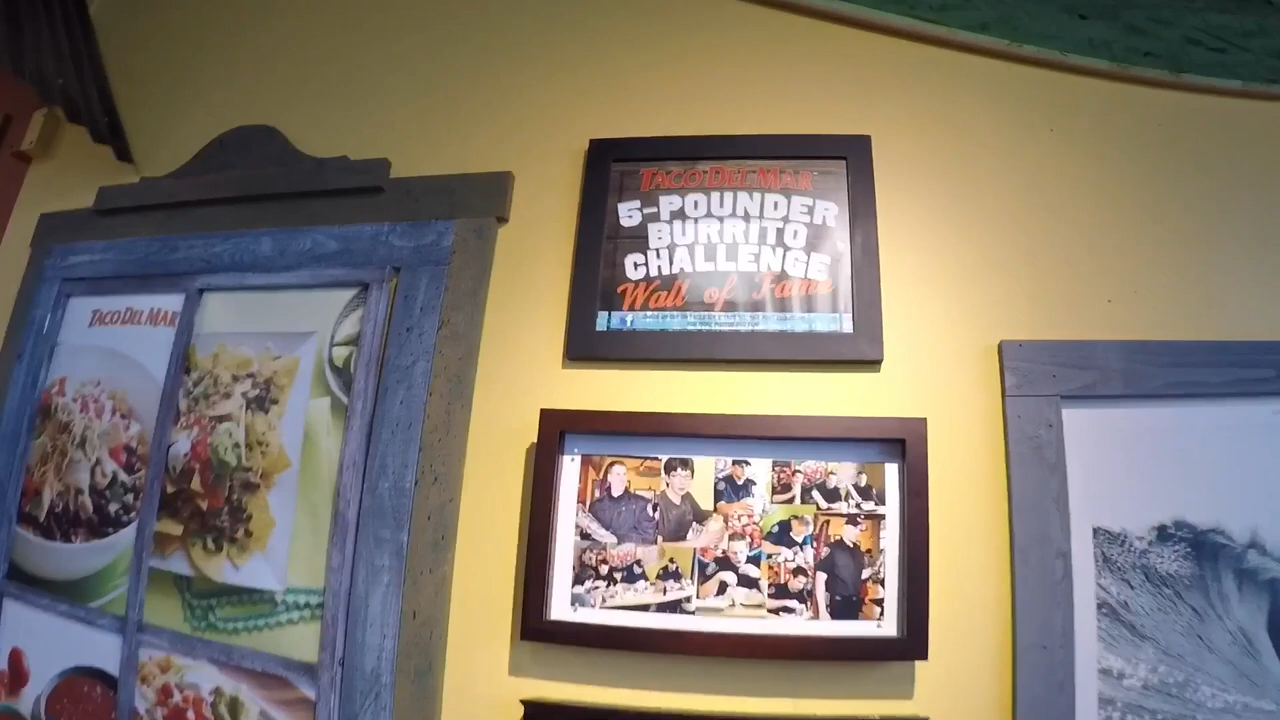 TACO DEL MAR
5-POUNDER
BURRITO
CHALLENGE
Wall of Fame
TACO DEL MAR